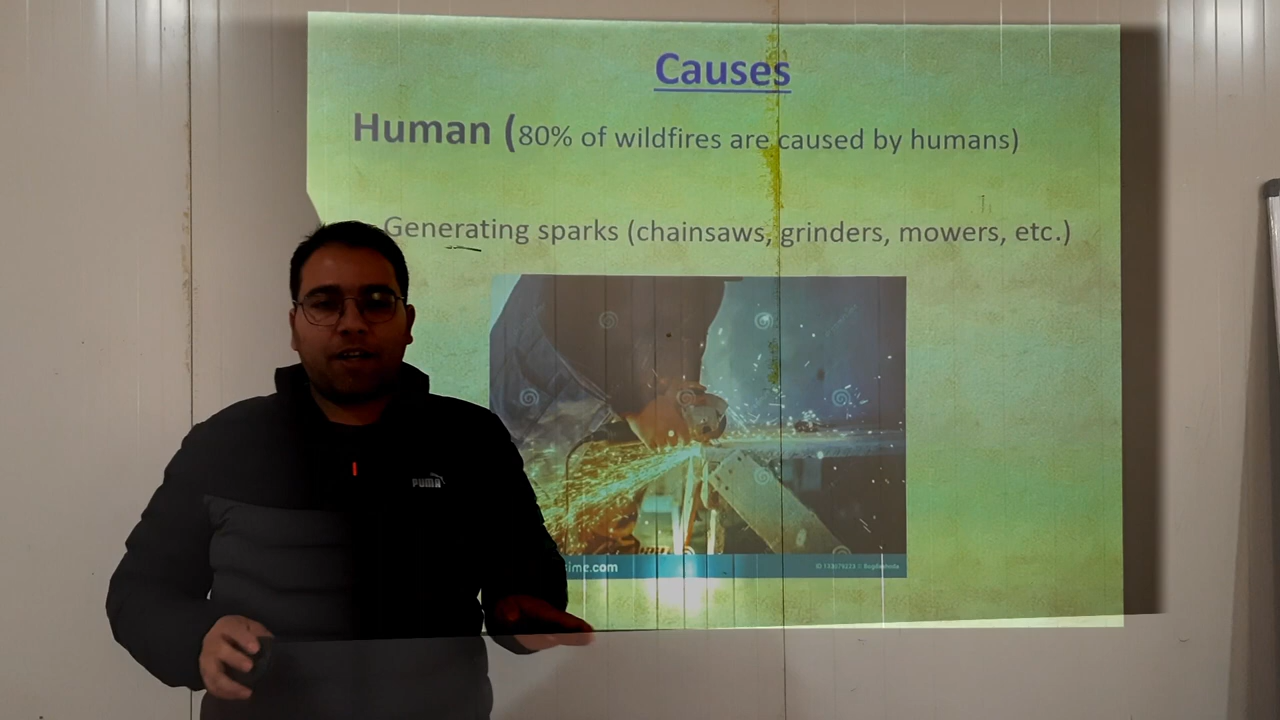 Causes
Human (80% of wildfires are caused by humans)
Generating sparks (chainsaws, grinders, mowers, etc.)
PUMA
ime.com